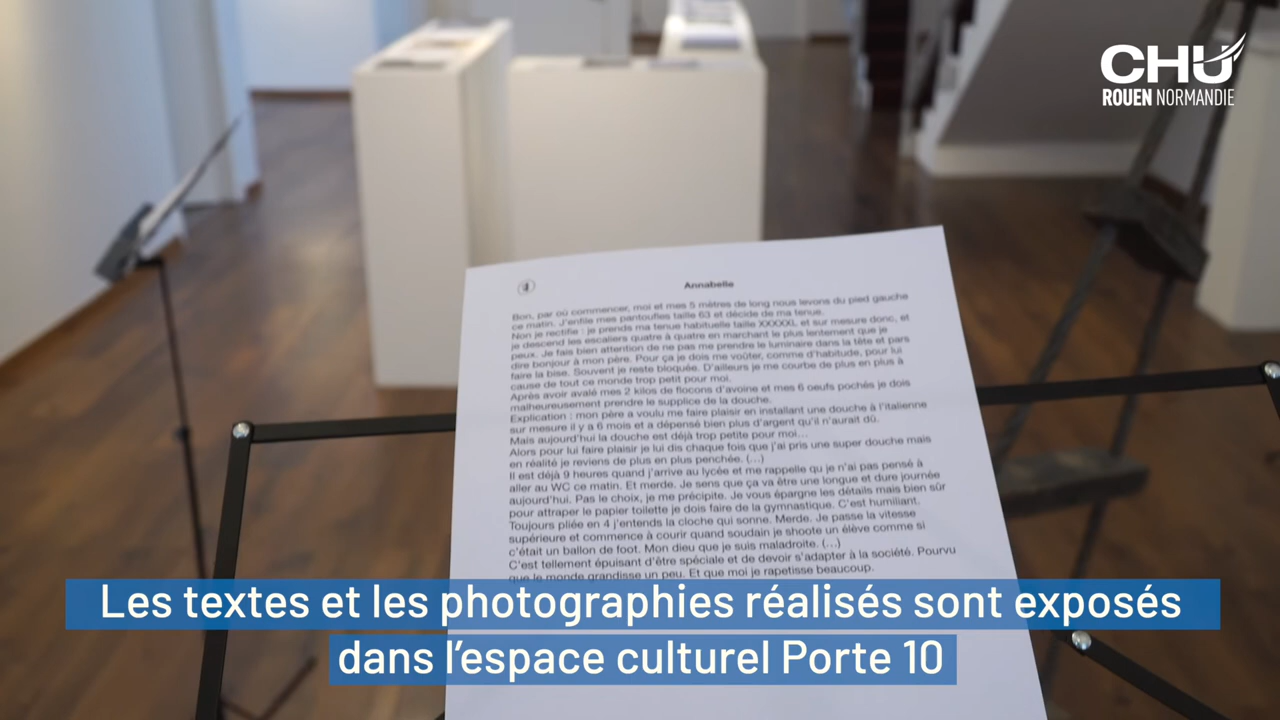 CHU
ROUEN NORMANDIE
Annabelle
Bon, par où commencer, moi et mes 5 mètres de long nous levons du pied gauche
ce matin. J'enfile mes pantoufles taille 63 et décide de ma tenue.
Non je rectifie : je prends ma tenue habituelle taille XXXXXL et sur mesure donc, et
je descend les escaliers quatre à quatre en marchant le plus lentement que je
peux. Je fais bien attention de ne pas me prendre le luminaire dans la tête et pars
dire bonjour à mon père. Pour ça je dois me voûter, comme d'habitude, pour lui
faire la bise. Souvent je reste bloquée. D'ailleurs je me courbe de plus en plus à
cause de tout ce monde trop petit pour moi.
Après avoir avalé mes 2 kilos de flocons d'avoine et mes 6 oeufs pochés je dois
malheureusement prendre le supplice de la douche.
Explication : mon père a voulu me faire plaisir en installant une douche à l'italienne
sur mesure il y a 6 mois et a dépensé bien plus d'argent qu'il n'aurait dû.
Mais aujourd'hui la douche est déjà trop petite pour moi...
Alors pour lui faire plaisir je lui dis chaque fois que j'ai pris une super douche mais
en réalité je reviens de plus en plus penchée. (...)
Il est déjà 9 heures quand j'arrive au lycée et me rappelle qu je n'ai pas pensé à
aller au WC ce matin. Et merde. Je sens que ça va être une longue et dure journée
aujourd'hui. Pas le choix, je me précipite. Je vous épargne les détails mais bien sûr
pour attraper le papier toilette je dois faire de la gymnastique. C'est humiliant.
Toujours pliée en 4 j'entends la cloche qui sonne. Merde. Je passe la vitesse
supérieure et commence à courir quand soudain je shoote un élève comme si
c'était un ballon de foot. Mon dieu que je suis maladroite. (...)
C'est tellement épuisant d'être spéciale et de devoir s'adapter à la société. Pourvu
que le monde grandisse un peu. Et que moi je rapetisse beaucoup.
Les textes et les photographies réalisés sont exposés
dans l'espace culturel Porte 10